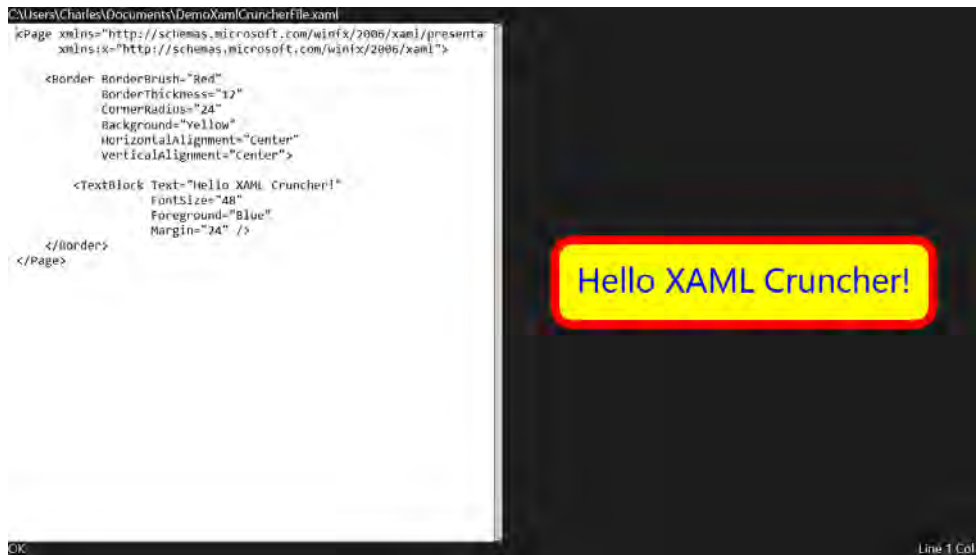 C:\Users\Charles\Documents\DemoXamlCruncherFile.xaml
<Page xmlns="http://schemas.microsoft.com/winfx/2006/xaml/presenta
      xmlns:x="http://schemas.microsoft.com/winfx/2006/xaml">
    <Border BorderBrush="Red"
            BorderThickness="12"
            CornerRadius="24"
            Background="Yellow"
            HorizontalAlignment="Center"
            VerticalAlignment="Center">
        <TextBlock Text="Hello XAML Cruncher!"
                   FontSize="48"
                   Foreground="Blue"
                   Margin="24" />
    </Border>
</Page>
Hello XAML Cruncher!
OK
Line 1 Col